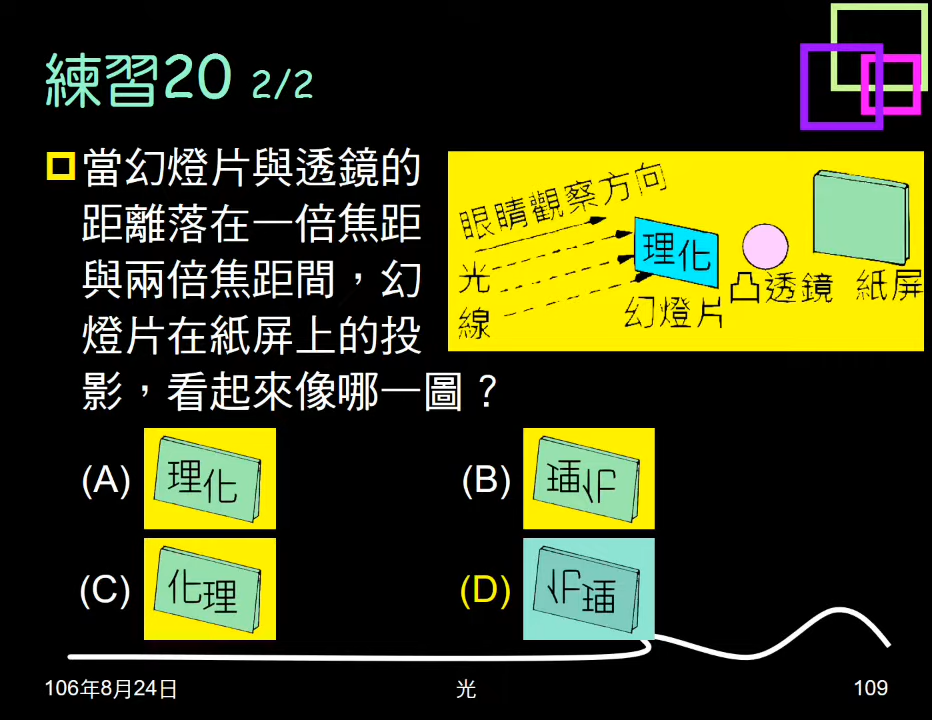 練習20 2/2
當幻燈片與透鏡的
距離落在一倍焦距
與兩倍焦距間，幻
燈片在紙屏上的投
影，看起來像哪一圖？
眼睛觀察方向
光
線
理化
幻燈片
凸透鏡
紙屏
(A) 理化
(B)
(C) 化理
(D)
106年8月24日
光
109